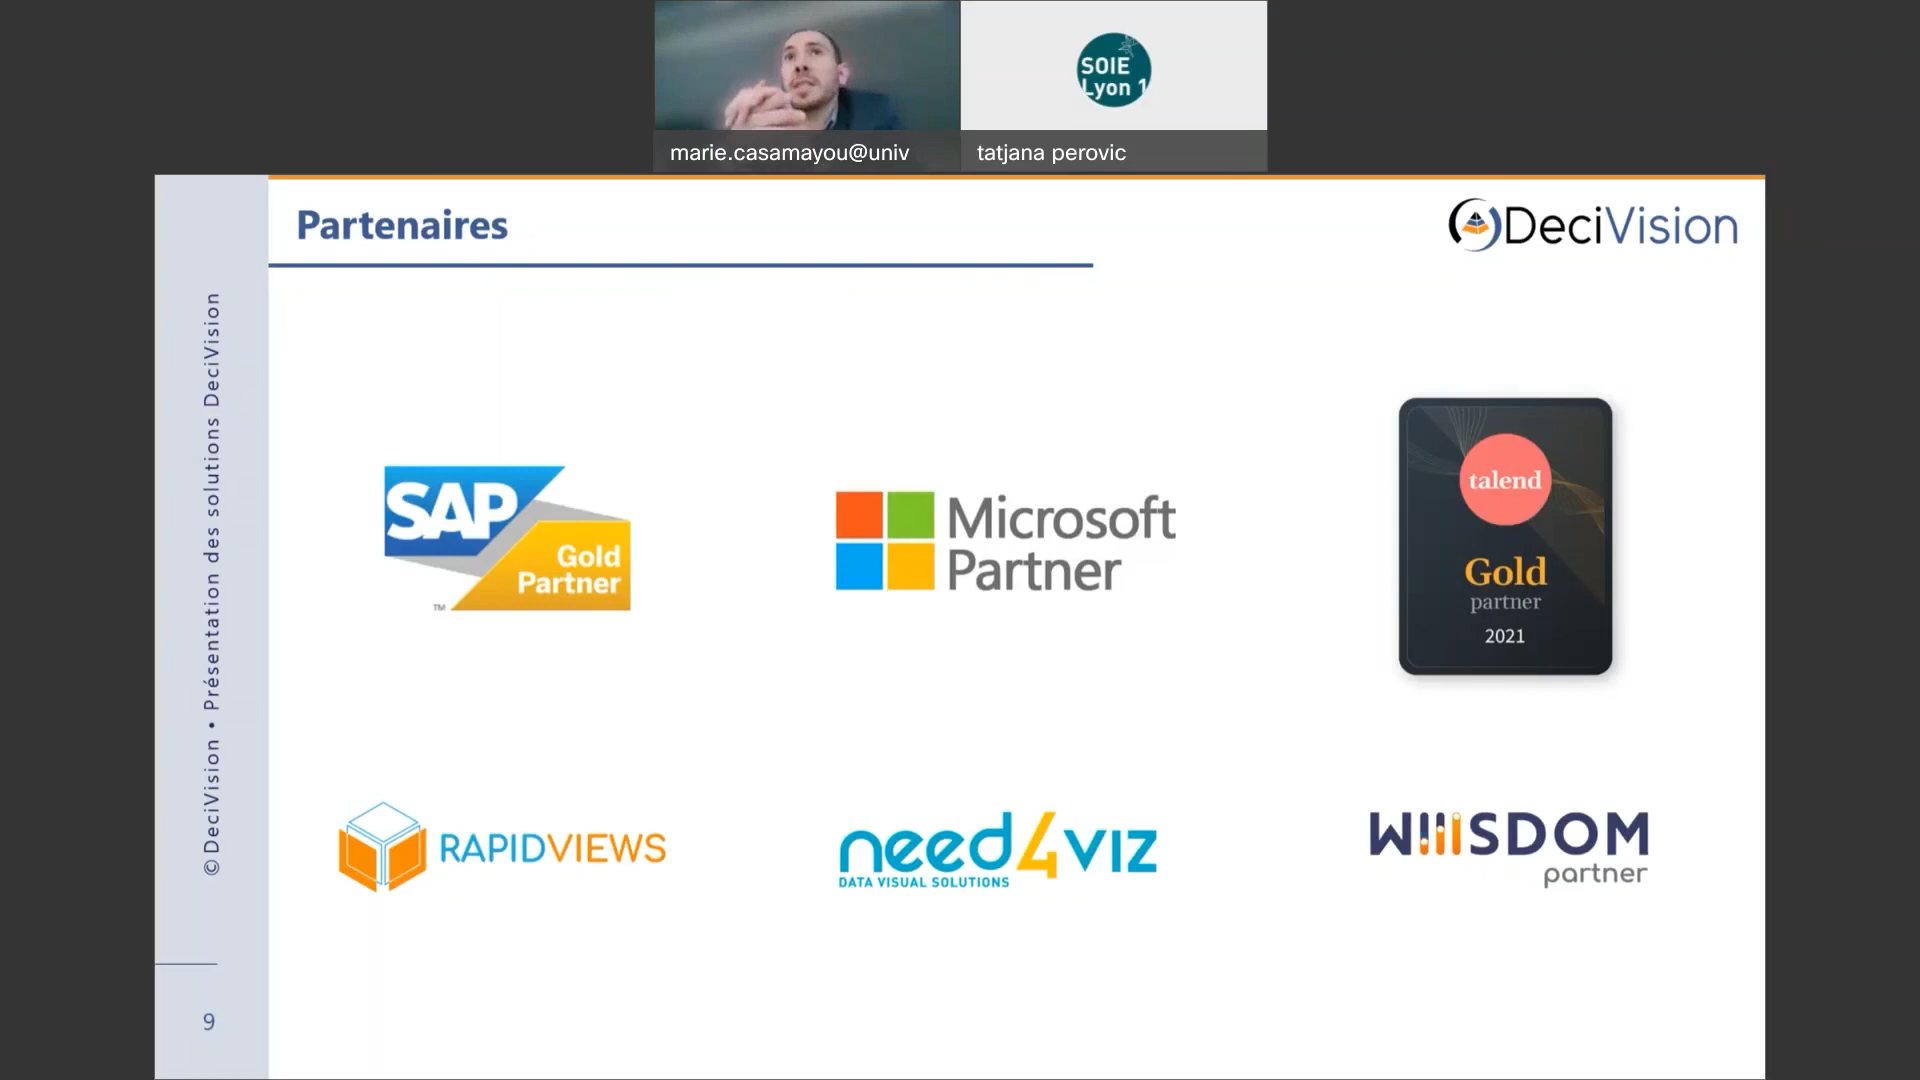 SOIE
Lyon 1
marie.casamayou@univ
tatjana perovic
Partenaires
DeciVision
© DeciVision • Présentation des solutions DeciVision
SAP
Gold
Partner
TM
Microsoft
Partner
talend
Gold
partner
2021
RAPIDVIEWS
need4viz
DATA VISUAL SOLUTIONS
WIIISDOM
partner
9